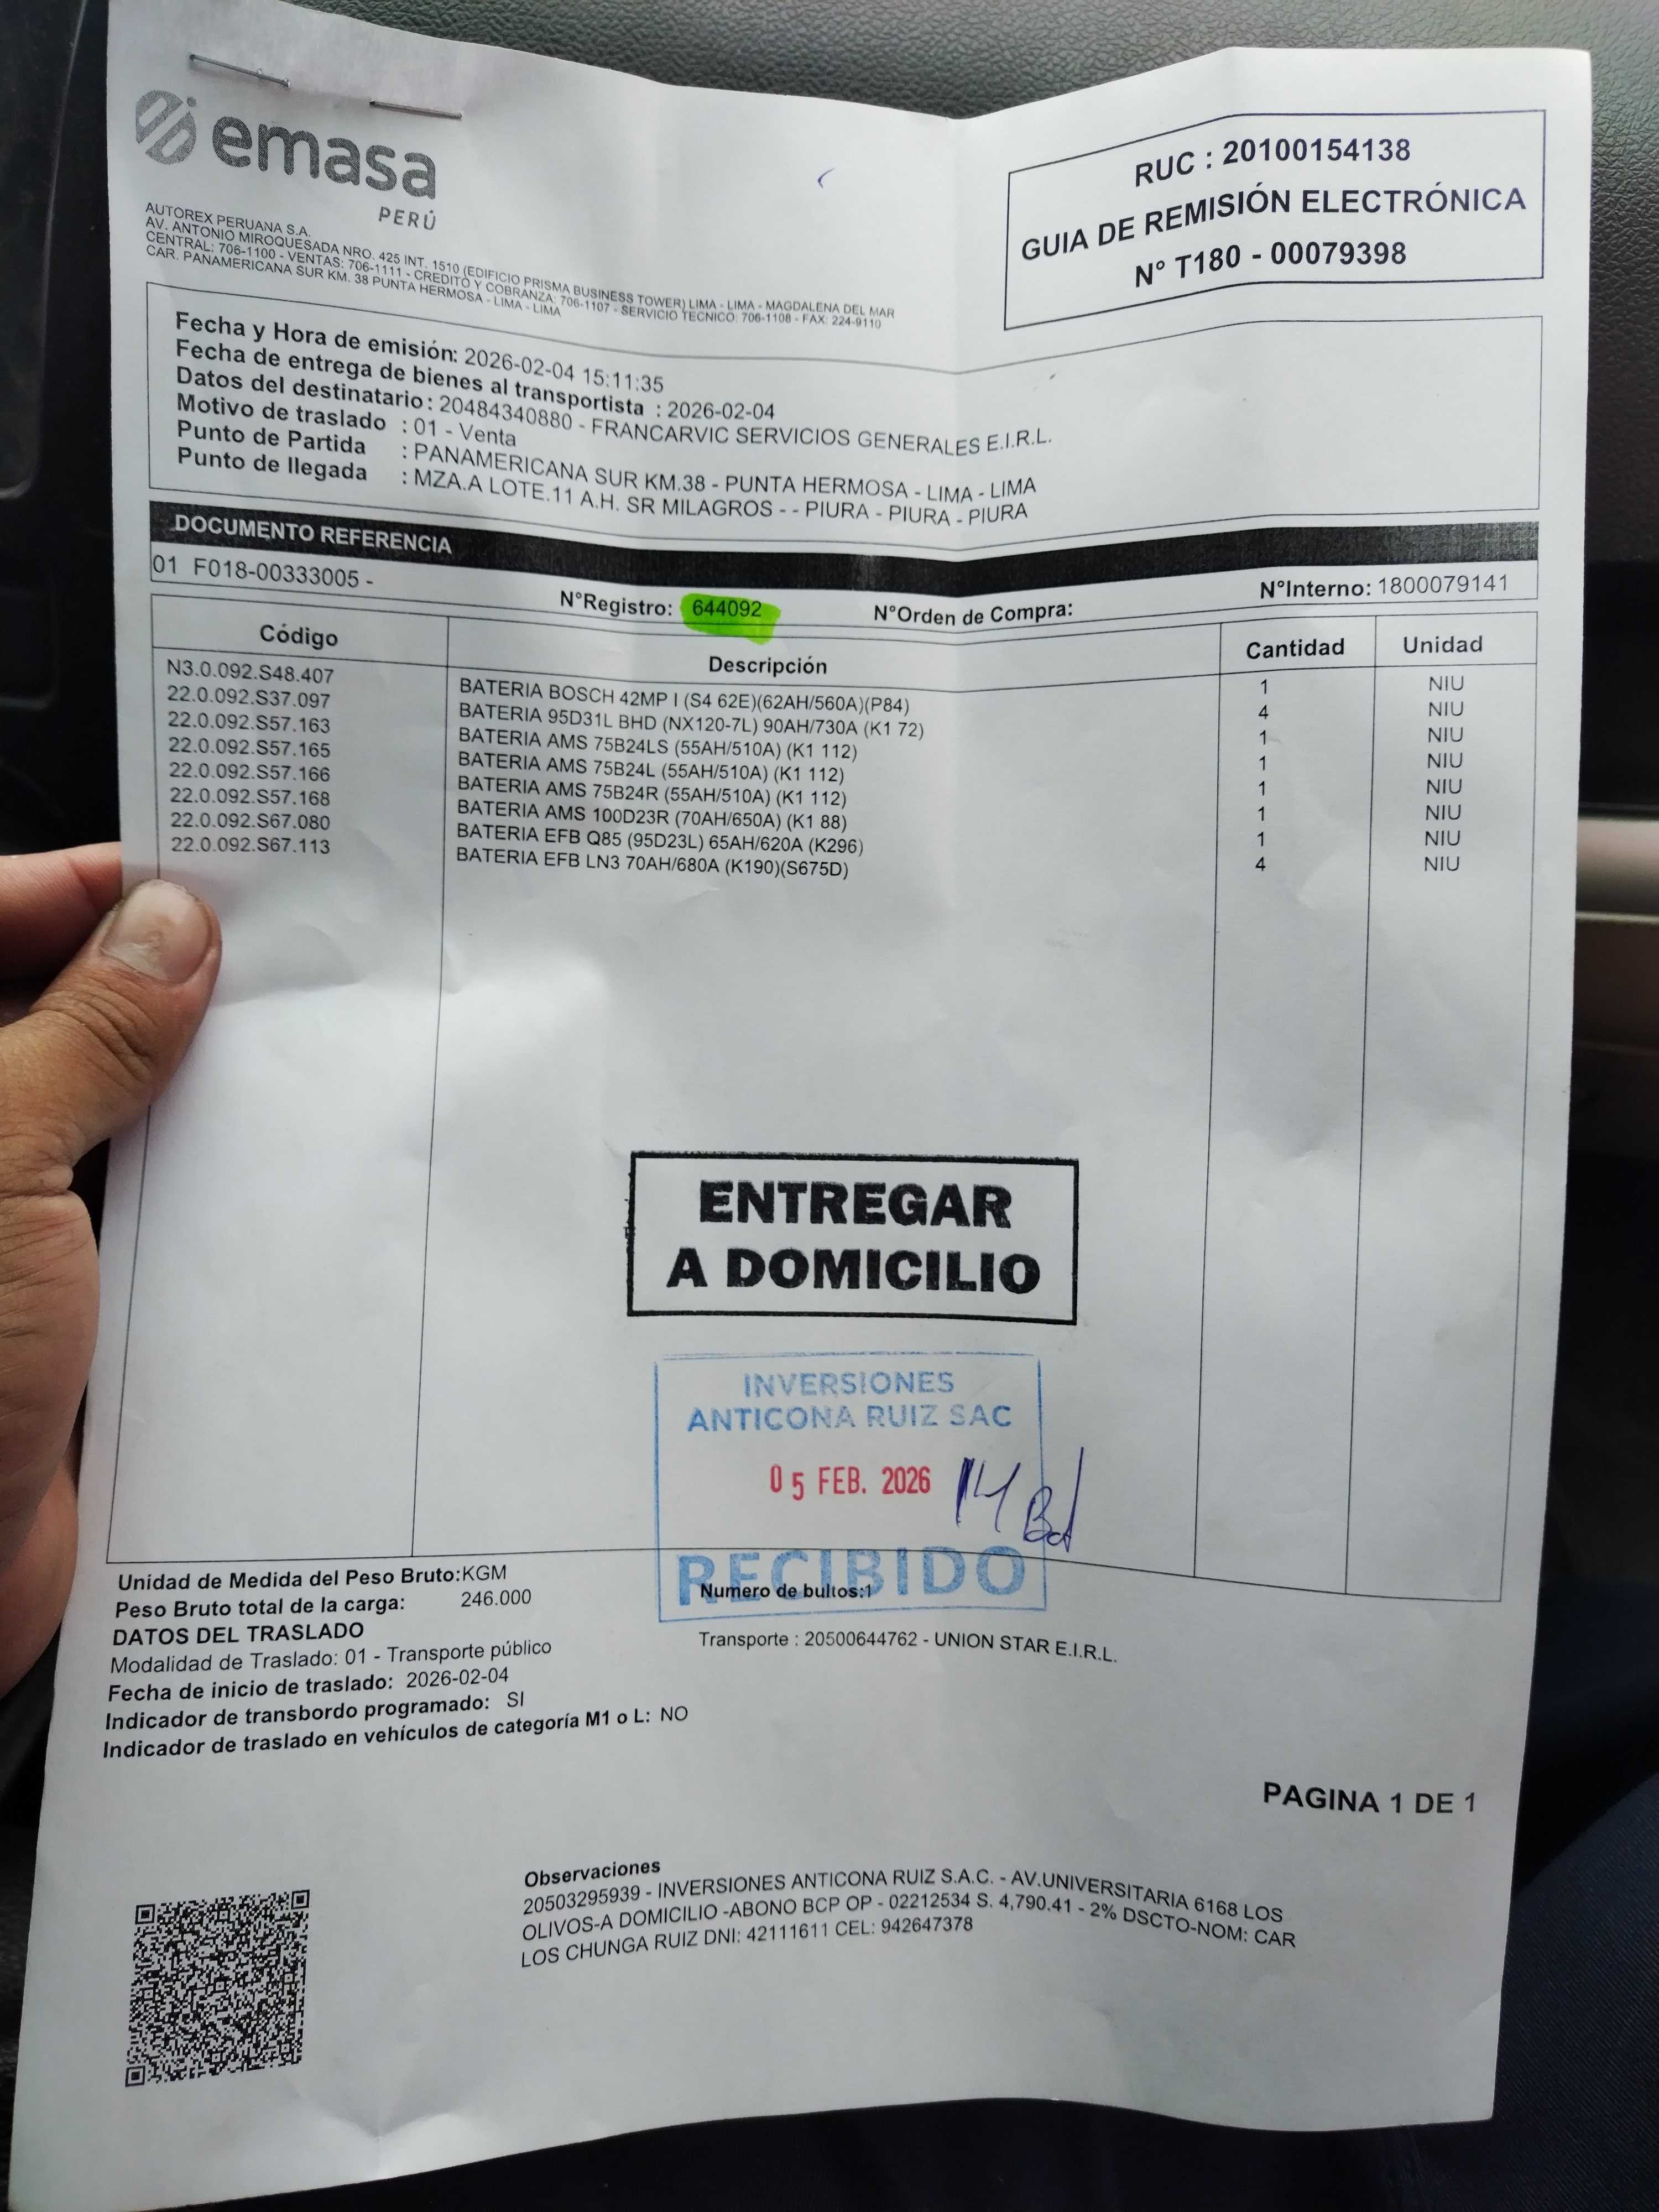 emasa
PERÚ
AUTOREX PERUANA S.A.
AV. ANTONIO MIROQUESADA NRO. 425 INT. 1510 (EDIFICIO PRISMA BUSINESS TOWER) LIMA - LIMA - MAGDALENA DEL MAR
CENTRAL: 706-1100 - VENTAS: 706-1111 - CREDITO Y COBRANZA: 706-1107 - SERVICIO TECNICO: 706-1108 - FAX: 224-9110
CAR. PANAMERICANA SUR KM. 38 PUNTA HERMOSA - LIMA - LIMA
RUC : 20100154138
GUIA DE REMISIÓN ELECTRÓNICA
N° T180 - 00079398
Fecha y Hora de emisión: 2026-02-04 15:11:35
Fecha de entrega de bienes al transportista : 2026-02-04
Datos del destinatario : 20484340880 - FRANCARVIC SERVICIOS GENERALES E.I.R.L.
Motivo de traslado : 01 - Venta
Punto de Partida : PANAMERICANA SUR KM.38 - PUNTA HERMOSA - LIMA - LIMA
Punto de llegada : MZA.A LOTE.11 A.H. SR MILAGROS - - PIURA - PIURA - PIURA
DOCUMENTO REFERENCIA
01 F018-00333005 -
N°Registro: 644092 N°Orden de Compra: N°Interno: 1800079141
Código Descripción Cantidad Unidad
N3.0.092.S48.407 BATERIA BOSCH 42MP I (S4 62E)(62AH/560A)(P84) 1 NIU
22.0.092.S37.097 BATERIA 95D31L BHD (NX120-7L) 90AH/730A (K1 72) 4 NIU
22.0.092.S57.163 BATERIA AMS 75B24LS (55AH/510A) (K1 112) 1 NIU
22.0.092.S57.165 BATERIA AMS 75B24L (55AH/510A) (K1 112) 1 NIU
22.0.092.S57.166 BATERIA AMS 75B24R (55AH/510A) (K1 112) 1 NIU
22.0.092.S57.168 BATERIA AMS 100D23R (70AH/650A) (K1 88) 1 NIU
22.0.092.S67.080 BATERIA EFB Q85 (95D23L) 65AH/620A (K296) 1 NIU
22.0.092.S67.113 BATERIA EFB LN3 70AH/680A (K190)(S675D) 4 NIU
ENTREGAR
A DOMICILIO
INVERSIONES
ANTICONA RUIZ SAC
05 FEB. 2026 14
RECIBIDO
Unidad de Medida del Peso Bruto:KGM
Numero de bultos:1
Peso Bruto total de la carga: 246.000
DATOS DEL TRASLADO
Transporte : 20500644762 - UNION STAR E.I.R.L.
Modalidad de Traslado: 01 - Transporte público
Fecha de inicio de traslado: 2026-02-04
Indicador de transbordo programado: SI
Indicador de traslado en vehículos de categoría M1 o L: NO
PAGINA 1 DE 1
Observaciones
20503295939 - INVERSIONES ANTICONA RUIZ S.A.C. - AV.UNIVERSITARIA 6168 LOS
OLIVOS-A DOMICILIO -ABONO BCP OP - 02212534 S. 4,790.41 - 2% DSCTO-NOM: CAR
LOS CHUNGA RUIZ DNI: 42111611 CEL: 942647378